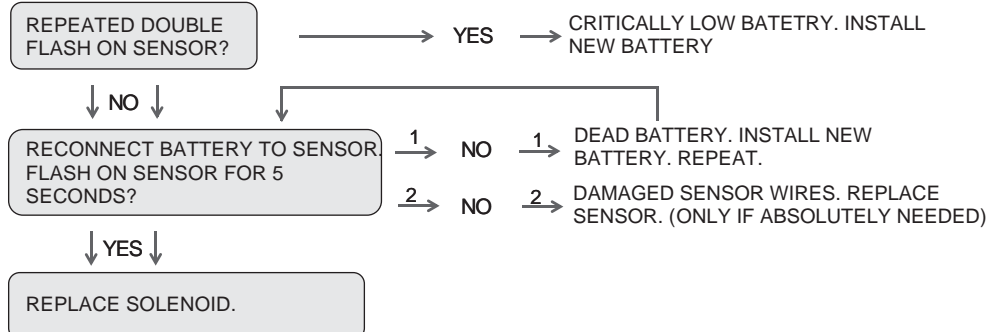 REPEATED DOUBLE
FLASH ON SENSOR?
YES
CRITICALLY LOW BATETRY. INSTALL
NEW BATTERY
NO
RECONNECT BATTERY TO SENSOR.
FLASH ON SENSOR FOR 5
SECONDS?
1
NO
1
DEAD BATTERY. INSTALL NEW
BATTERY. REPEAT.
2
NO
2
DAMAGED SENSOR WIRES. REPLACE
SENSOR. (ONLY IF ABSOLUTELY NEEDED)
YES
REPLACE SOLENOID.